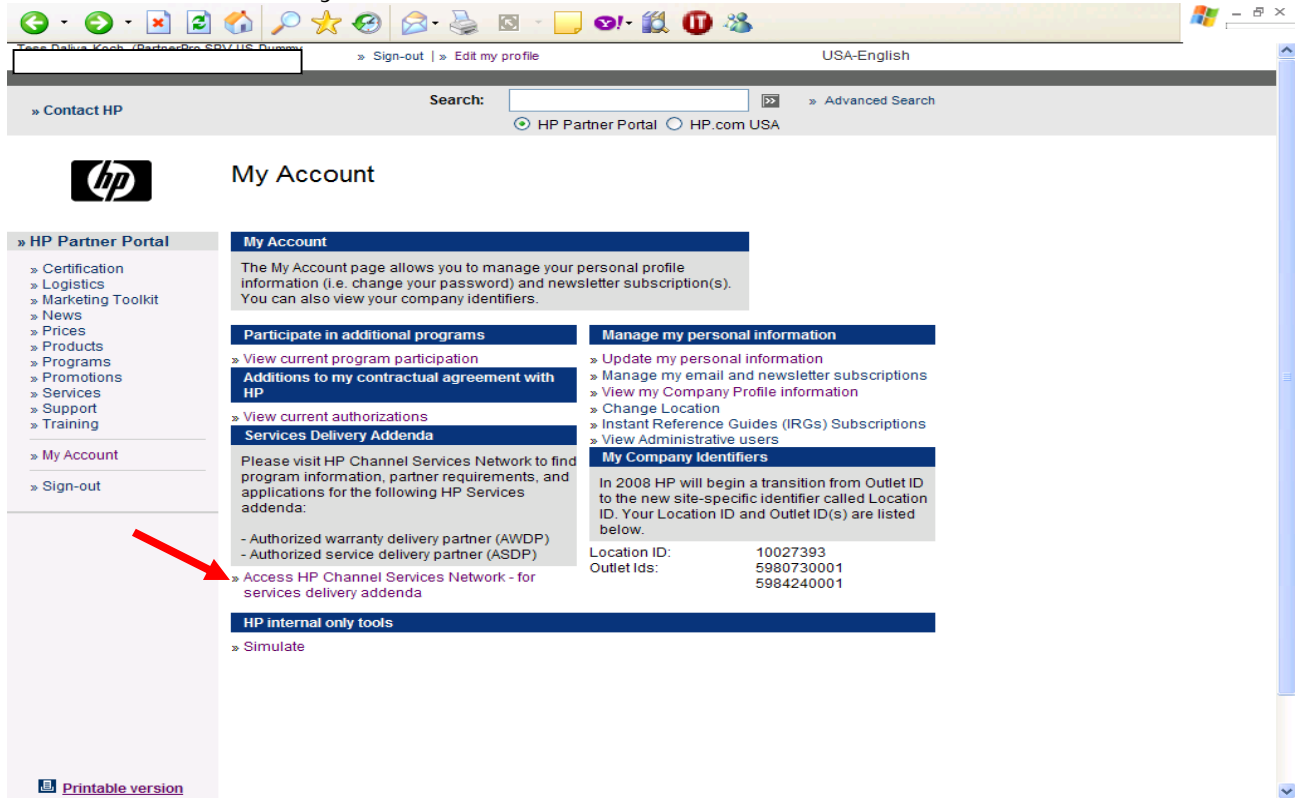 Tess Daliya Koch (PartnerPro SRV US Dummy
» Sign-out | » Edit my profile
USA-English
» Contact HP
Search:
» Advanced Search
HP Partner Portal
HP.com USA
hp
My Account
» HP Partner Portal
» Certification
» Logistics
» Marketing Toolkit
» News
» Prices
» Products
» Programs
» Promotions
» Services
» Support
» Training
» My Account
» Sign-out
Printable version
My Account
The My Account page allows you to manage your personal profile
information (i.e. change your password) and newsletter subscription(s).
You can also view your company identifiers.
Participate in additional programs
» View current program participation
Additions to my contractual agreement with
HP
» View current authorizations
Services Delivery Addenda
Please visit HP Channel Services Network to find
program information, partner requirements, and
applications for the following HP Services
addenda:
- Authorized warranty delivery partner (AWDP)
- Authorized service delivery partner (ASDP)
» Access HP Channel Services Network - for
services delivery addenda
Manage my personal information
» Update my personal information
» Manage my email and newsletter subscriptions
» View my Company Profile information
» Change Location
» Instant Reference Guides (IRGs) Subscriptions
» View Administrative users
My Company Identifiers
In 2008 HP will begin a transition from Outlet ID
to the new site-specific identifier called Location
ID. Your Location ID and Outlet ID(s) are listed
below.
Location ID: 10027393
Outlet Ids: 5980730001
5984240001
HP internal only tools
» Simulate